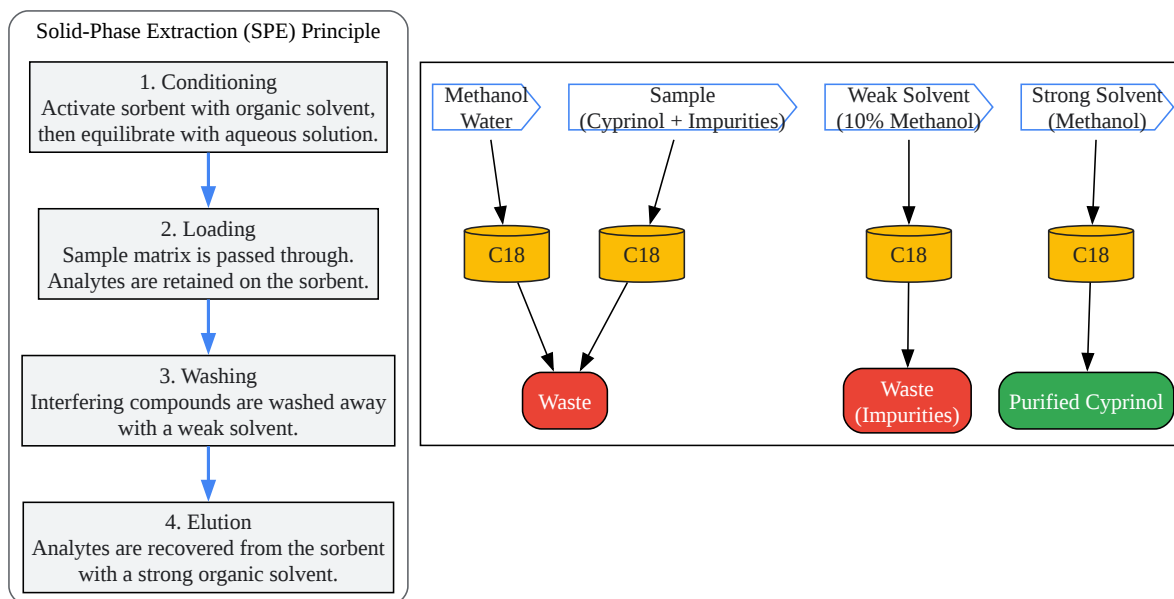 Solid-Phase Extraction (SPE) Principle
1. Conditioning
Activate sorbent with organic solvent,
then equilibrate with aqueous solution.
2. Loading
Sample matrix is passed through.
Analytes are retained on the sorbent.
3. Washing
Interfering compounds are washed away
with a weak solvent.
4. Elution
Analytes are recovered from the sorbent
with a strong organic solvent.
Methanol
Water
Sample
(Cyprinol + Impurities)
Weak Solvent
(10% Methanol)
Strong Solvent
(Methanol)
C18
C18
C18
C18
Waste
Waste
(Impurities)
Purified Cyprinol